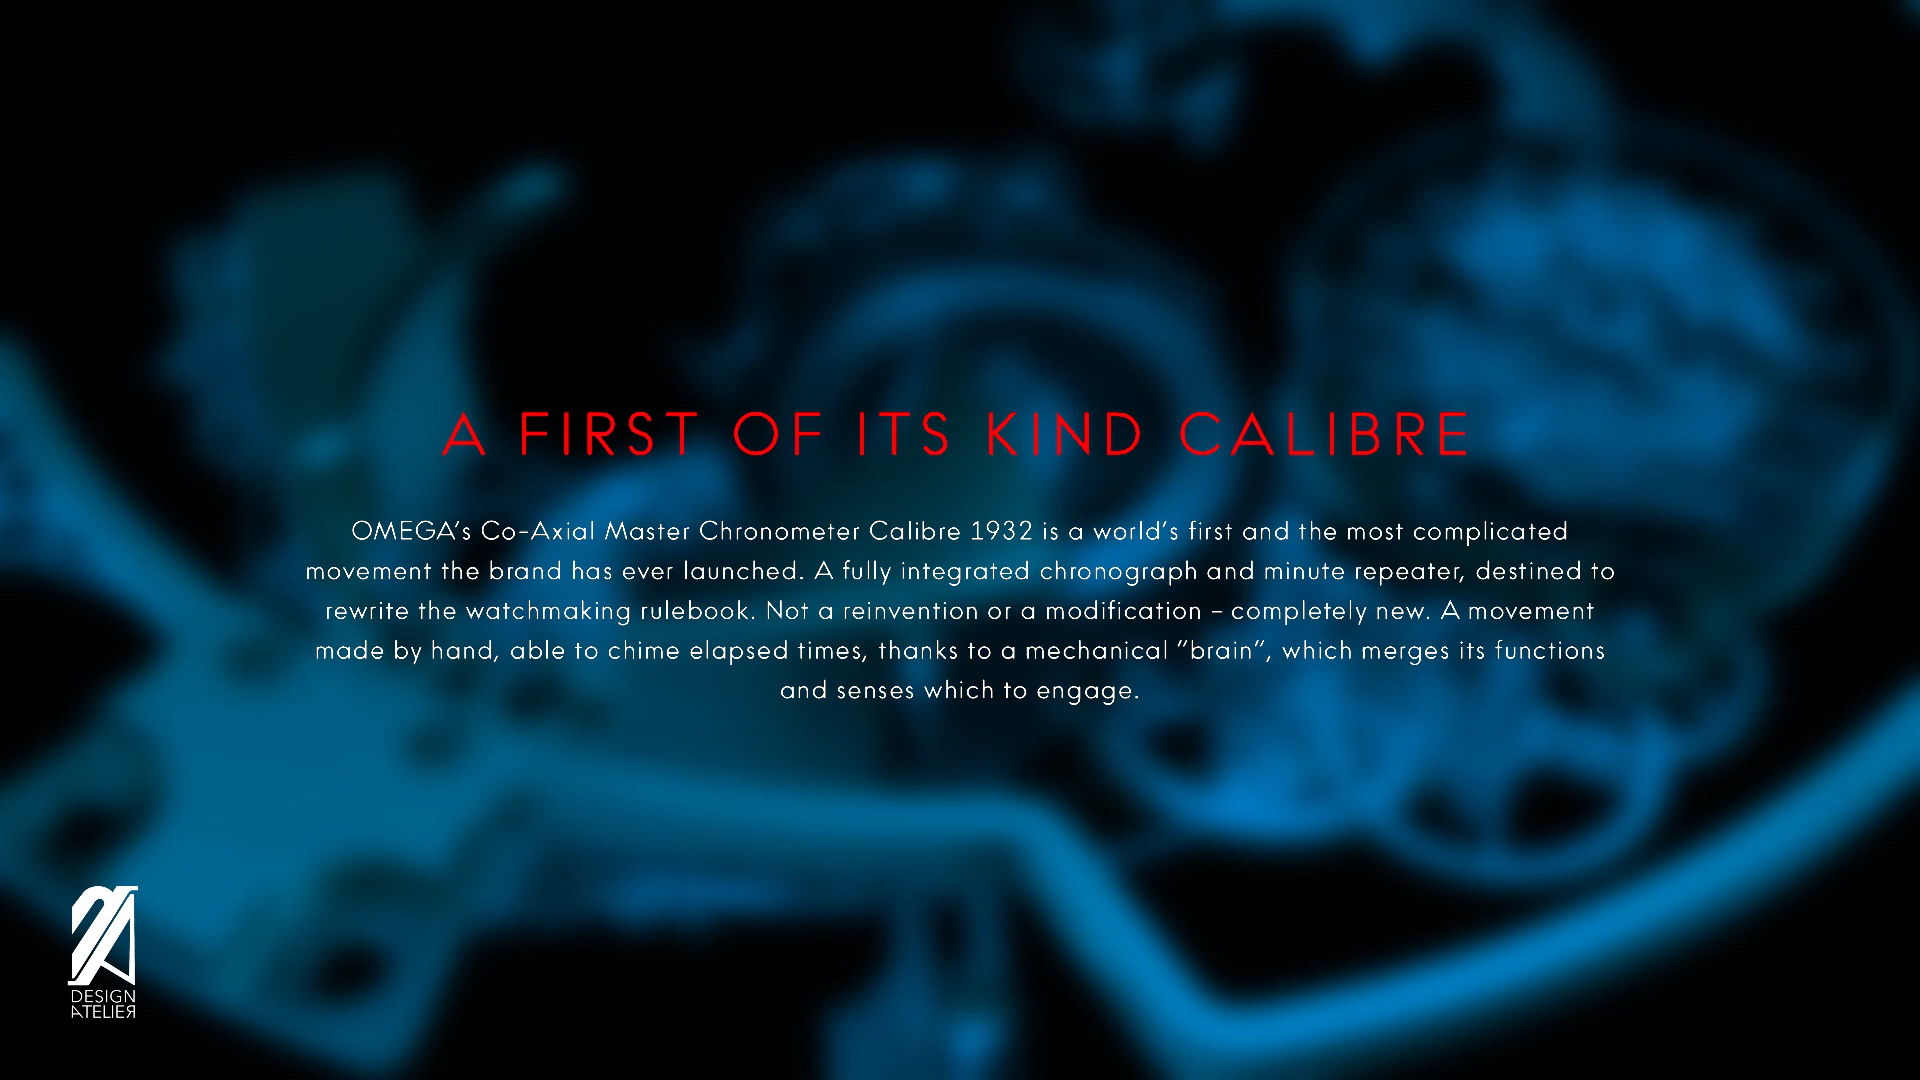 A FIRST OF ITS KIND CALIBRE
OMEGA’s Co-Axial Master Chronometer Calibre 1932 is a world’s first and the most complicated
movement the brand has ever launched. A fully integrated chronograph and minute repeater, destined to
rewrite the watchmaking rulebook. Not a reinvention or a modification – completely new. A movement
made by hand, able to chime elapsed times, thanks to a mechanical “brain”, which merges its functions
and senses which to engage.
DESIGN
ATELIER